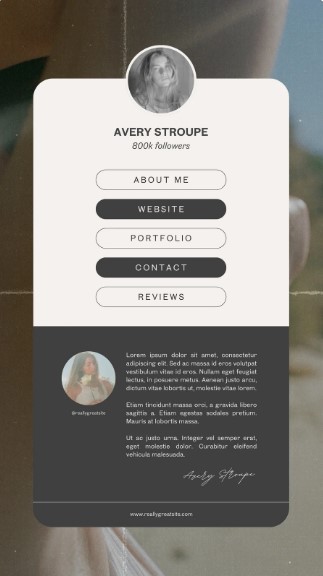 AVERY STROUPE
800k followers
ABOUT ME
WEBSITE
PORTFOLIO
CONTACT
REVIEWS
Lorem ipsum dolor sit amet, consectetur
adipiscing elit. Sed ac massa id eros volutpat
vestibulum vitae id eros. Nullam eget feugiat
lectus, in posuere metus. Aenean justo arcu,
dictum vitae lobortis ut, molestie vitae lorem.
@reallygreatsite
Etiam tincidunt massa orci, a gravida libero
sagittis a. Etiam egestas sodales pretium.
Mauris at lobortis massa.
Ut ac justo urna. Integer vel semper erat,
eget molestie dolor. Curabitur eleifend
vehicula malesuada.
Avery Stroupe
www.reallygreatsite.com